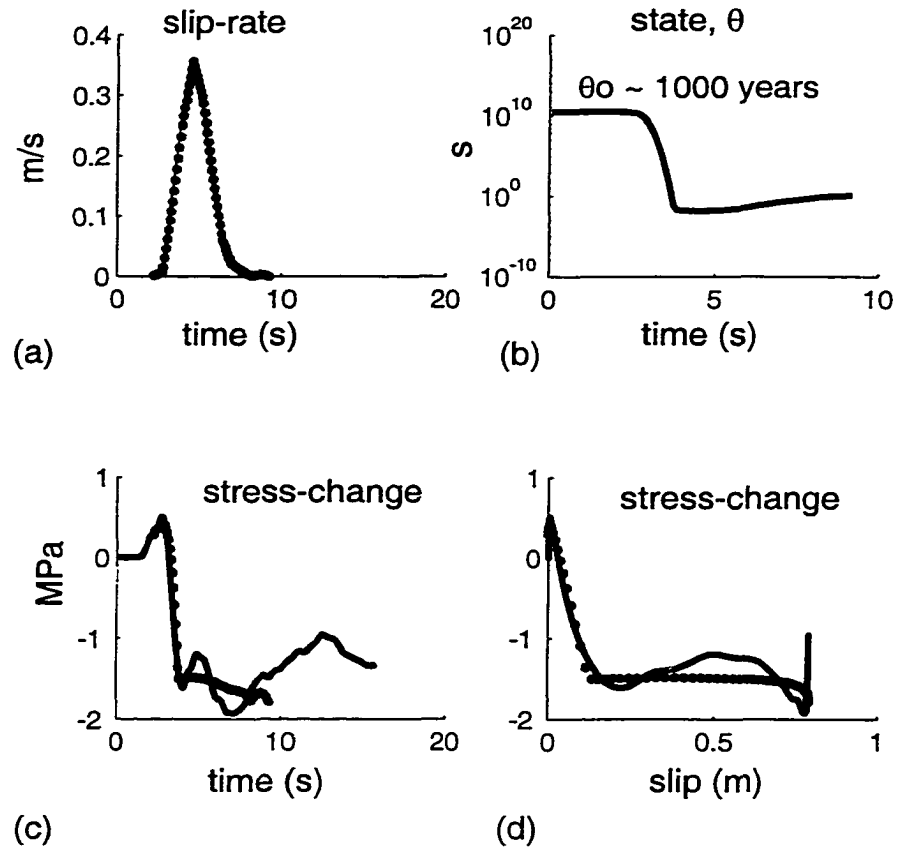 slip-rate
0.4
0.3
0.2
0.1
0
m/s
0 10 20
time (s)
(a)
state, θ
θo ~ 1000 years
10^20
10^10
10^0
10^-10
s
0 5 10
time (s)
(b)
stress-change
1
0
-1
-2
MPa
0 10 20
time (s)
(c)
stress-change
1
0
-1
-2
0 0.5 1
slip (m)
(d)